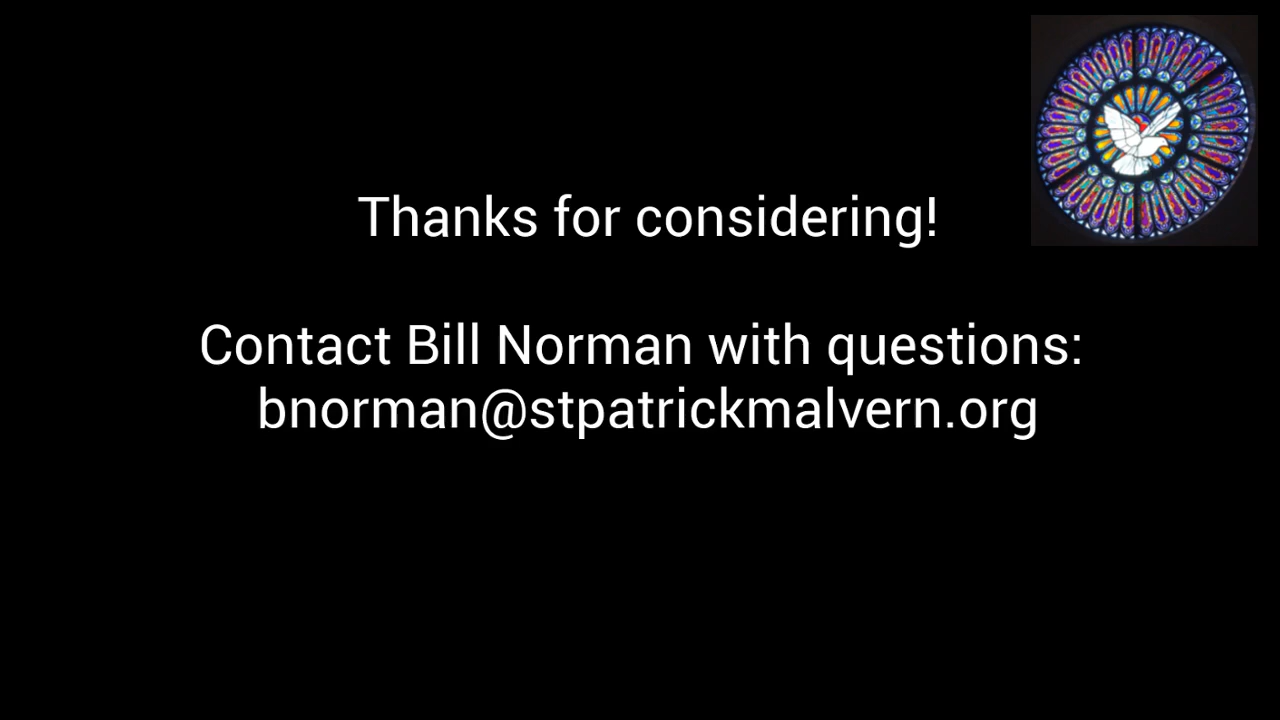 Thanks for considering!
Contact Bill Norman with questions:
bnorman@stpatrickmalvern.org